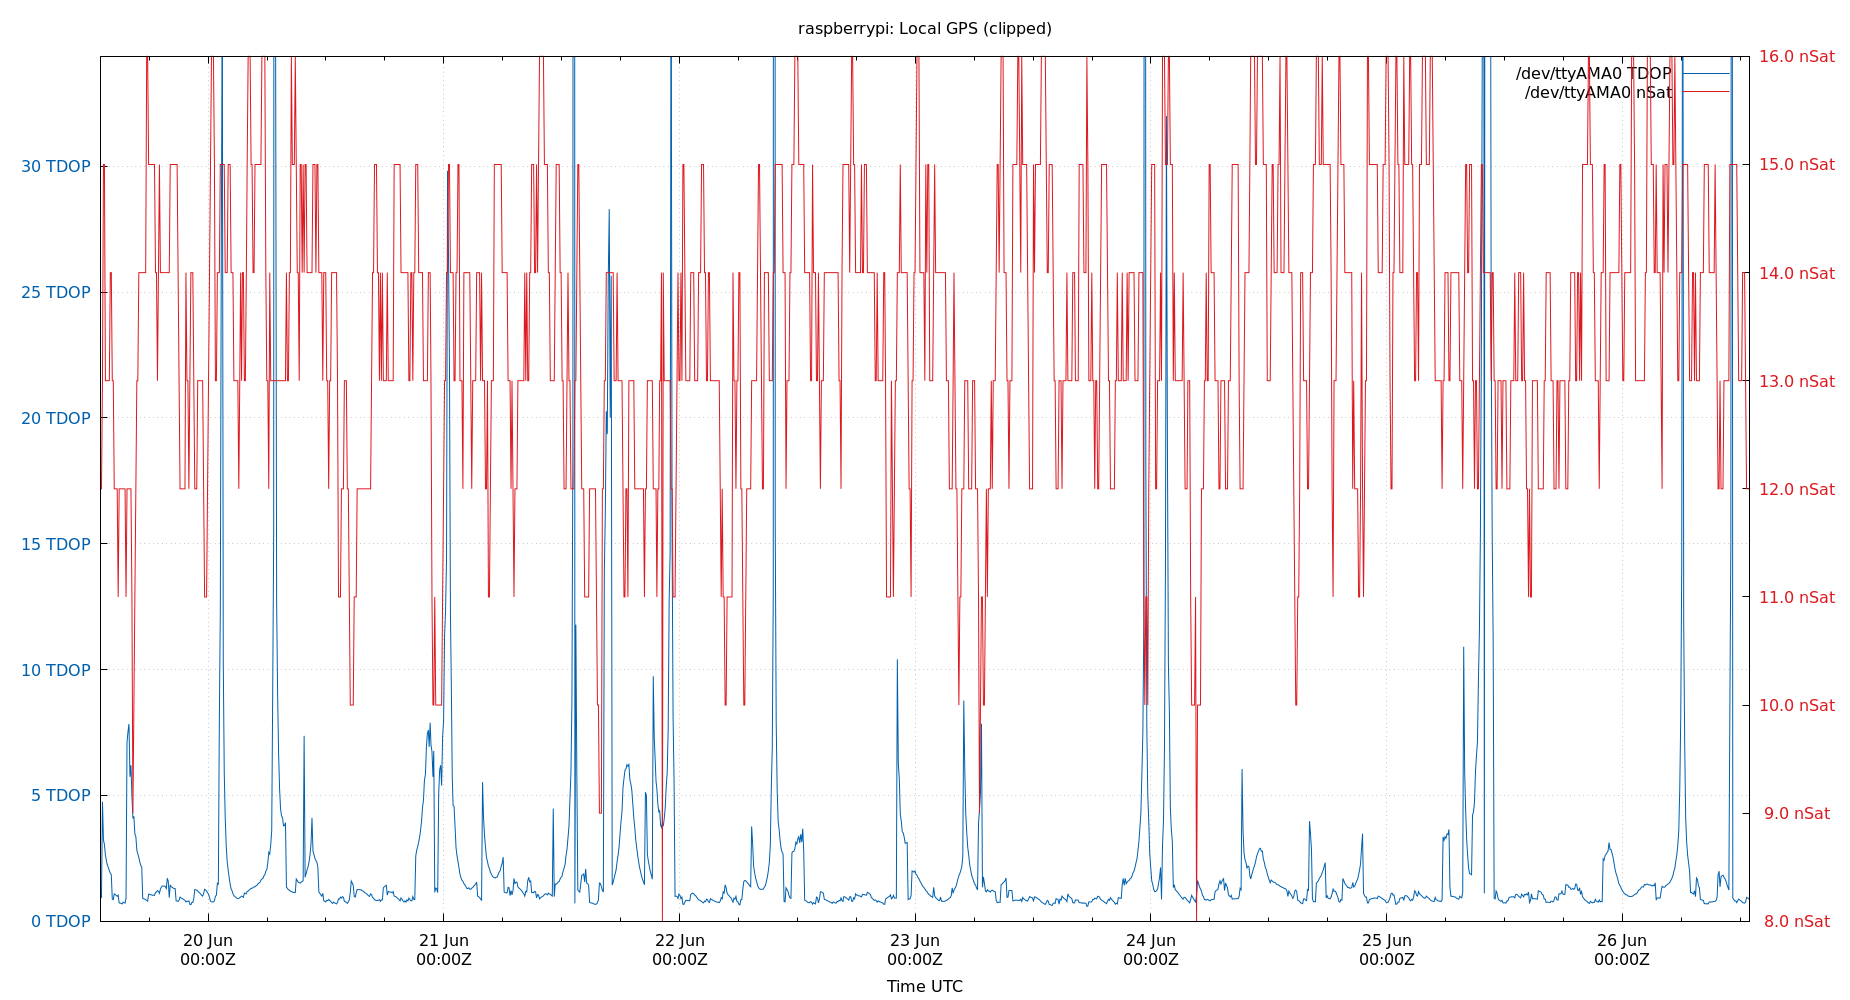 raspberrypi: Local GPS (clipped)
/dev/ttyAMA0 TDOP
/dev/ttyAMA0 nSat
30 TDOP
25 TDOP
20 TDOP
15 TDOP
10 TDOP
5 TDOP
0 TDOP
16.0 nSat
15.0 nSat
14.0 nSat
13.0 nSat
12.0 nSat
11.0 nSat
10.0 nSat
9.0 nSat
8.0 nSat
20 Jun 21 Jun 22 Jun 23 Jun 24 Jun 25 Jun 26 Jun
00:00Z 00:00Z 00:00Z 00:00Z 00:00Z 00:00Z 00:00Z
Time UTC